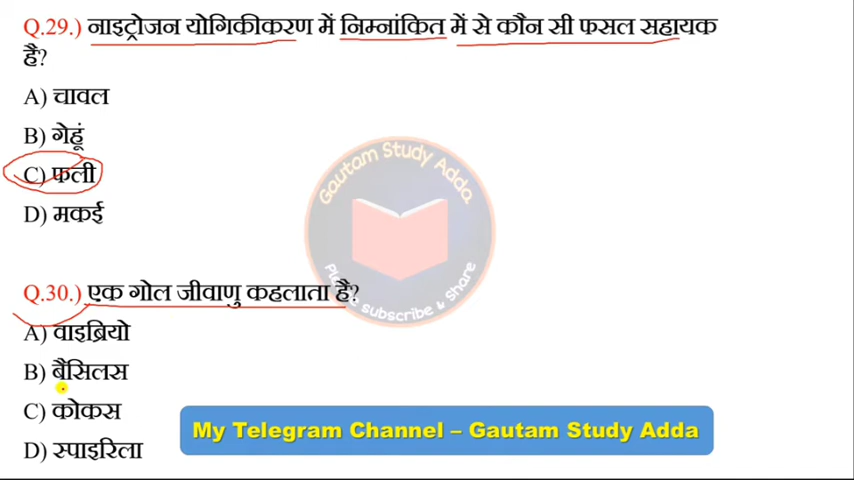 Q.29.) नाइट्रोजन योगिकीकरण में निम्नांकित में से कौन सी फसल सहायक
है?
A) चावल
B) गेहूं
C) फली
D) मकई
Gautam Study Adda
Please subscribe & share
Q.30.) एक गोल जीवाणु कहलाता है?
A) वाइब्रियो
B) बैसिलस
C) कोकस
D) स्पाइरिला
My Telegram Channel – Gautam Study Adda